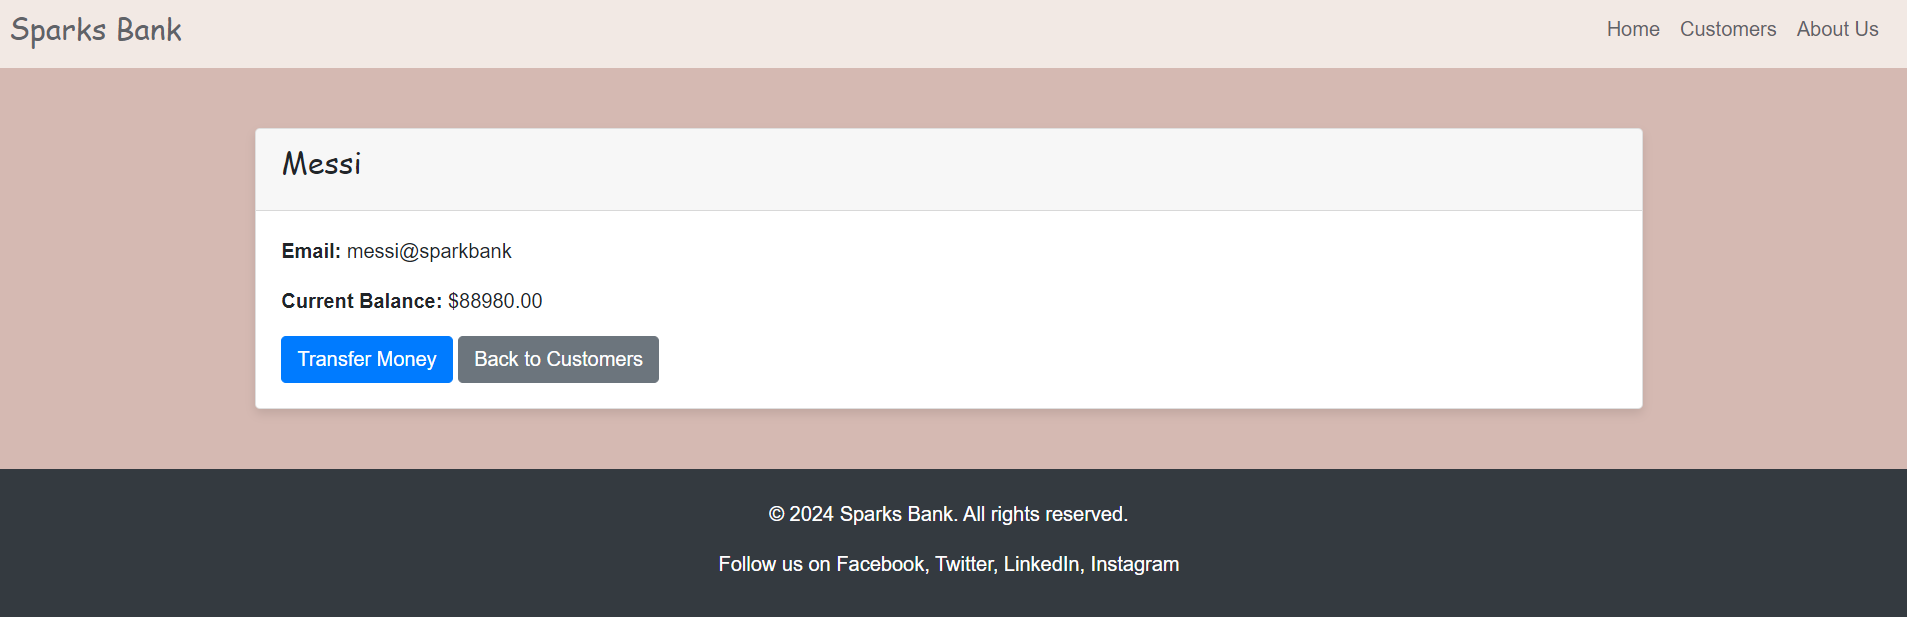 Sparks Bank
Home Customers About Us
Messi
Email: messi@sparkbank
Current Balance: $88980.00
Transfer Money Back to Customers
© 2024 Sparks Bank. All rights reserved.
Follow us on Facebook, Twitter, LinkedIn, Instagram